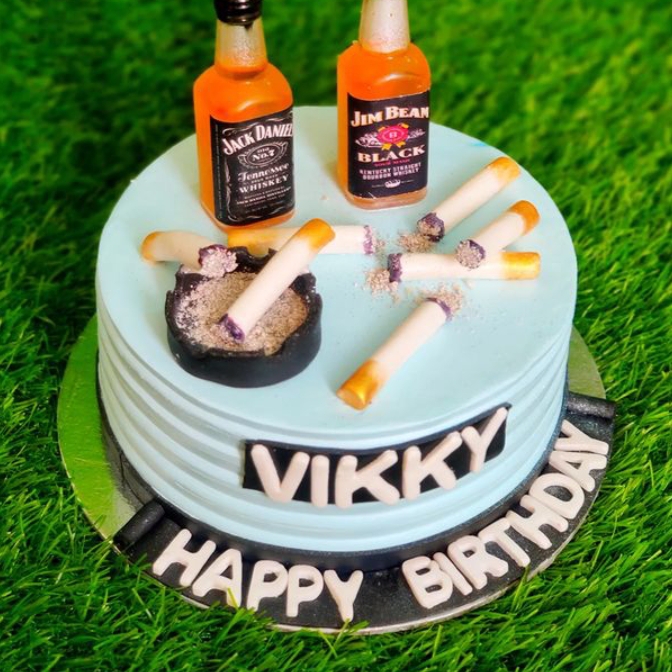 JACK DANIEL
OLD
No.7
Tennessee
WHISKEY
JIM BEAM
BLACK
KENTUCKY STRAIGHT
BOURBON WHISKEY
VIKKY
HAPPY BIRTHDAY